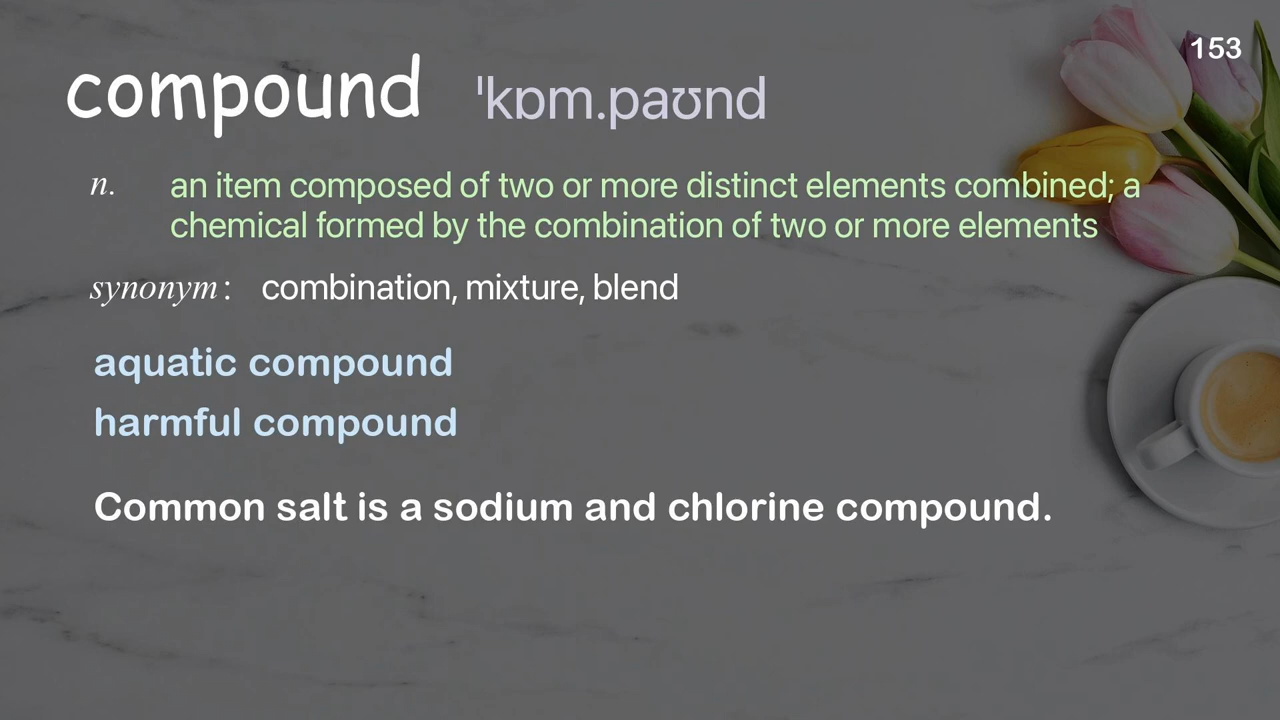 153
compound ˈkɒm.paʊnd
n. an item composed of two or more distinct elements combined; a
chemical formed by the combination of two or more elements
synonym: combination, mixture, blend
aquatic compound
harmful compound
Common salt is a sodium and chlorine compound.